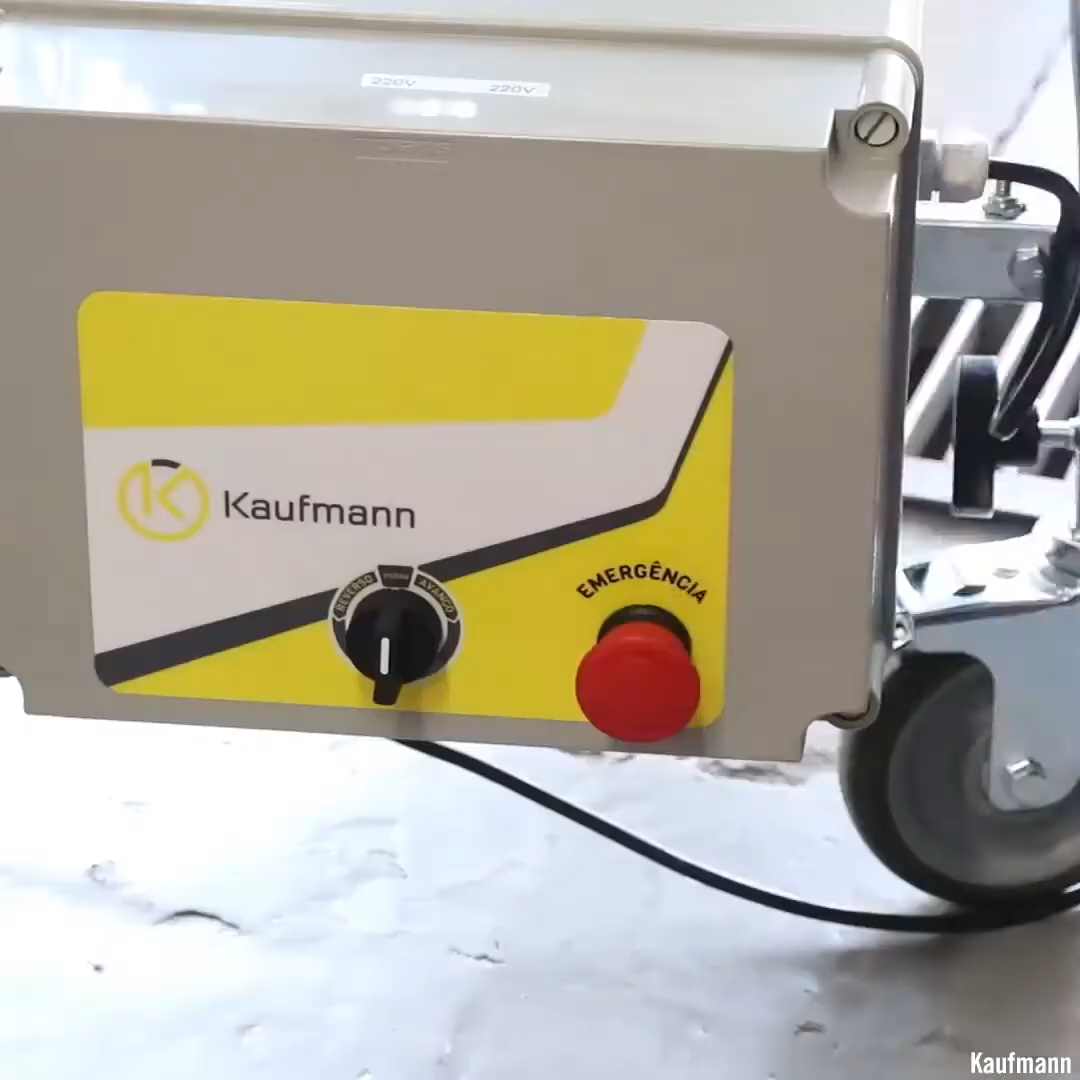 220V 220V
Kaufmann
REVERSO
AVANÇO
EMERGÊNCIA
Kaufmann